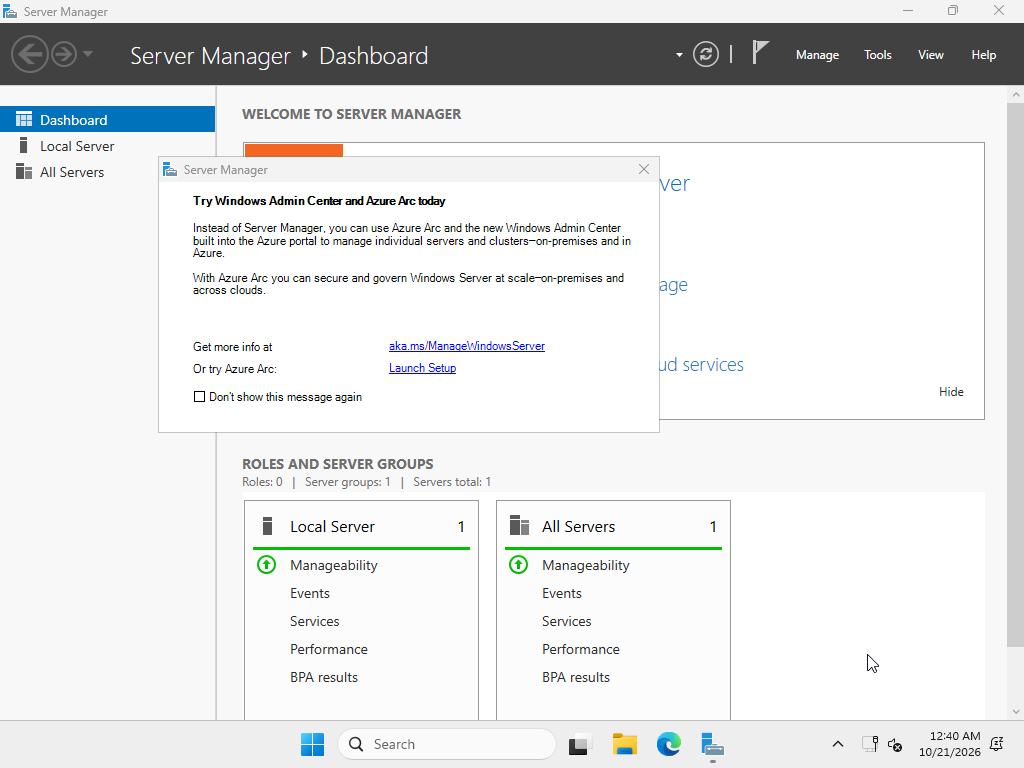 Server Manager
Server Manager ‣ Dashboard
Manage
Tools
View
Help
Dashboard
Local Server
All Servers
WELCOME TO SERVER MANAGER
Server Manager
Try Windows Admin Center and Azure Arc today
Instead of Server Manager, you can use Azure Arc and the new Windows Admin Center
built into the Azure portal to manage individual servers and clusters—on-premises and in
Azure.
With Azure Arc you can secure and govern Windows Server at scale—on-premises and
across clouds.
Get more info at
aka.ms/ManageWindowsServer
Or try Azure Arc:
Launch Setup
Don't show this message again
ver
age
ud services
Hide
ROLES AND SERVER GROUPS
Roles: 0 | Server groups: 1 | Servers total: 1
Local Server 1
Manageability
Events
Services
Performance
BPA results
All Servers 1
Manageability
Events
Services
Performance
BPA results
Search
12:40 AM
10/21/2026